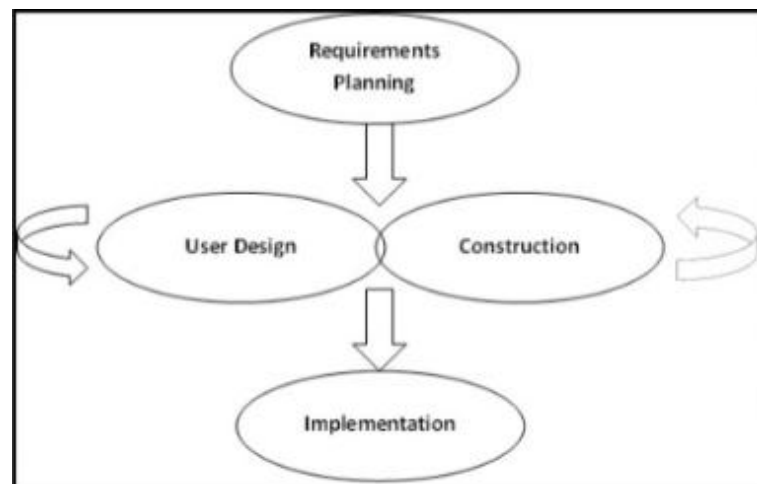 Requirements
Planning
User Design
Construction
Implementation